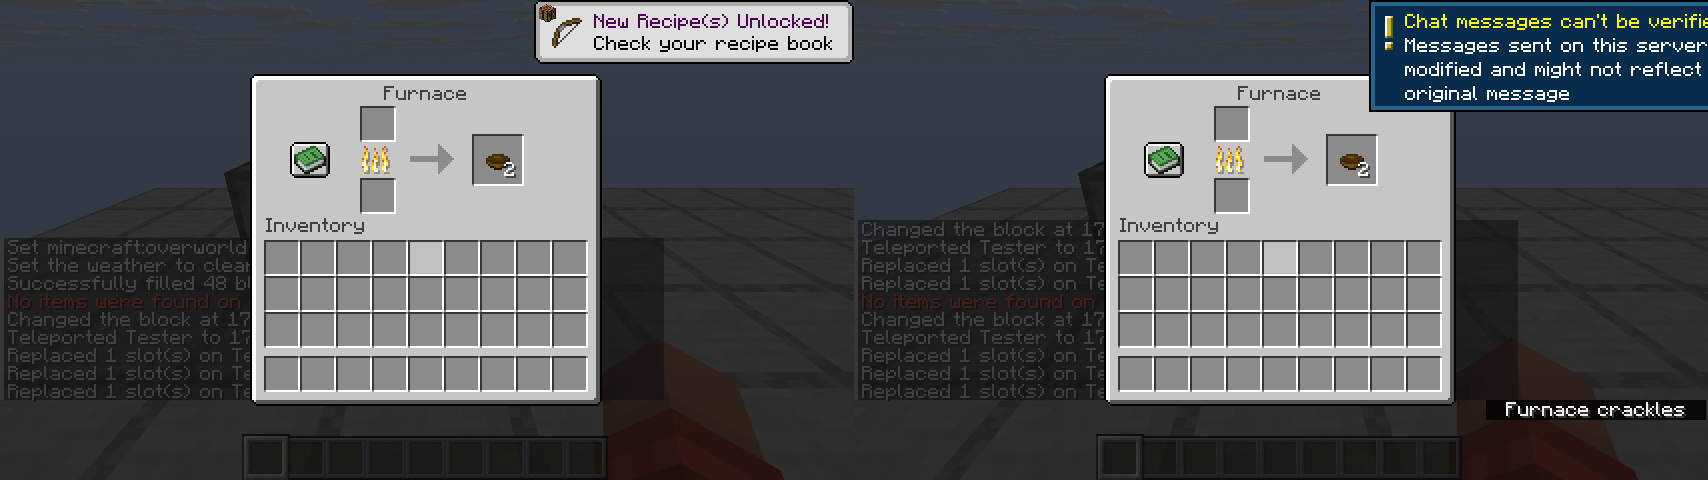 New Recipe(s) Unlocked!
Check your recipe book
Furnace
2
Inventory
Set minecraft:overworld
Set the weather to clear
Successfully filled 48
No items were found on
Changed the block at 17
Teleported Tester to 17
Replaced 1 slot(s) on
Replaced 1 slot(s) on
Replaced 1 slot(s) on
Chat messages can't be
Messages sent on this server
modified and might not reflect
original message
Furnace
2
Inventory
Changed the block at 17
Teleported Tester to 17
Replaced 1 slot(s) on
Replaced 1 slot(s) on
No items were found on
Changed the block at 17
Teleported Tester to 17
Replaced 1 slot(s) on
Replaced 1 slot(s) on
Replaced 1 slot(s) on
Furnace crackles